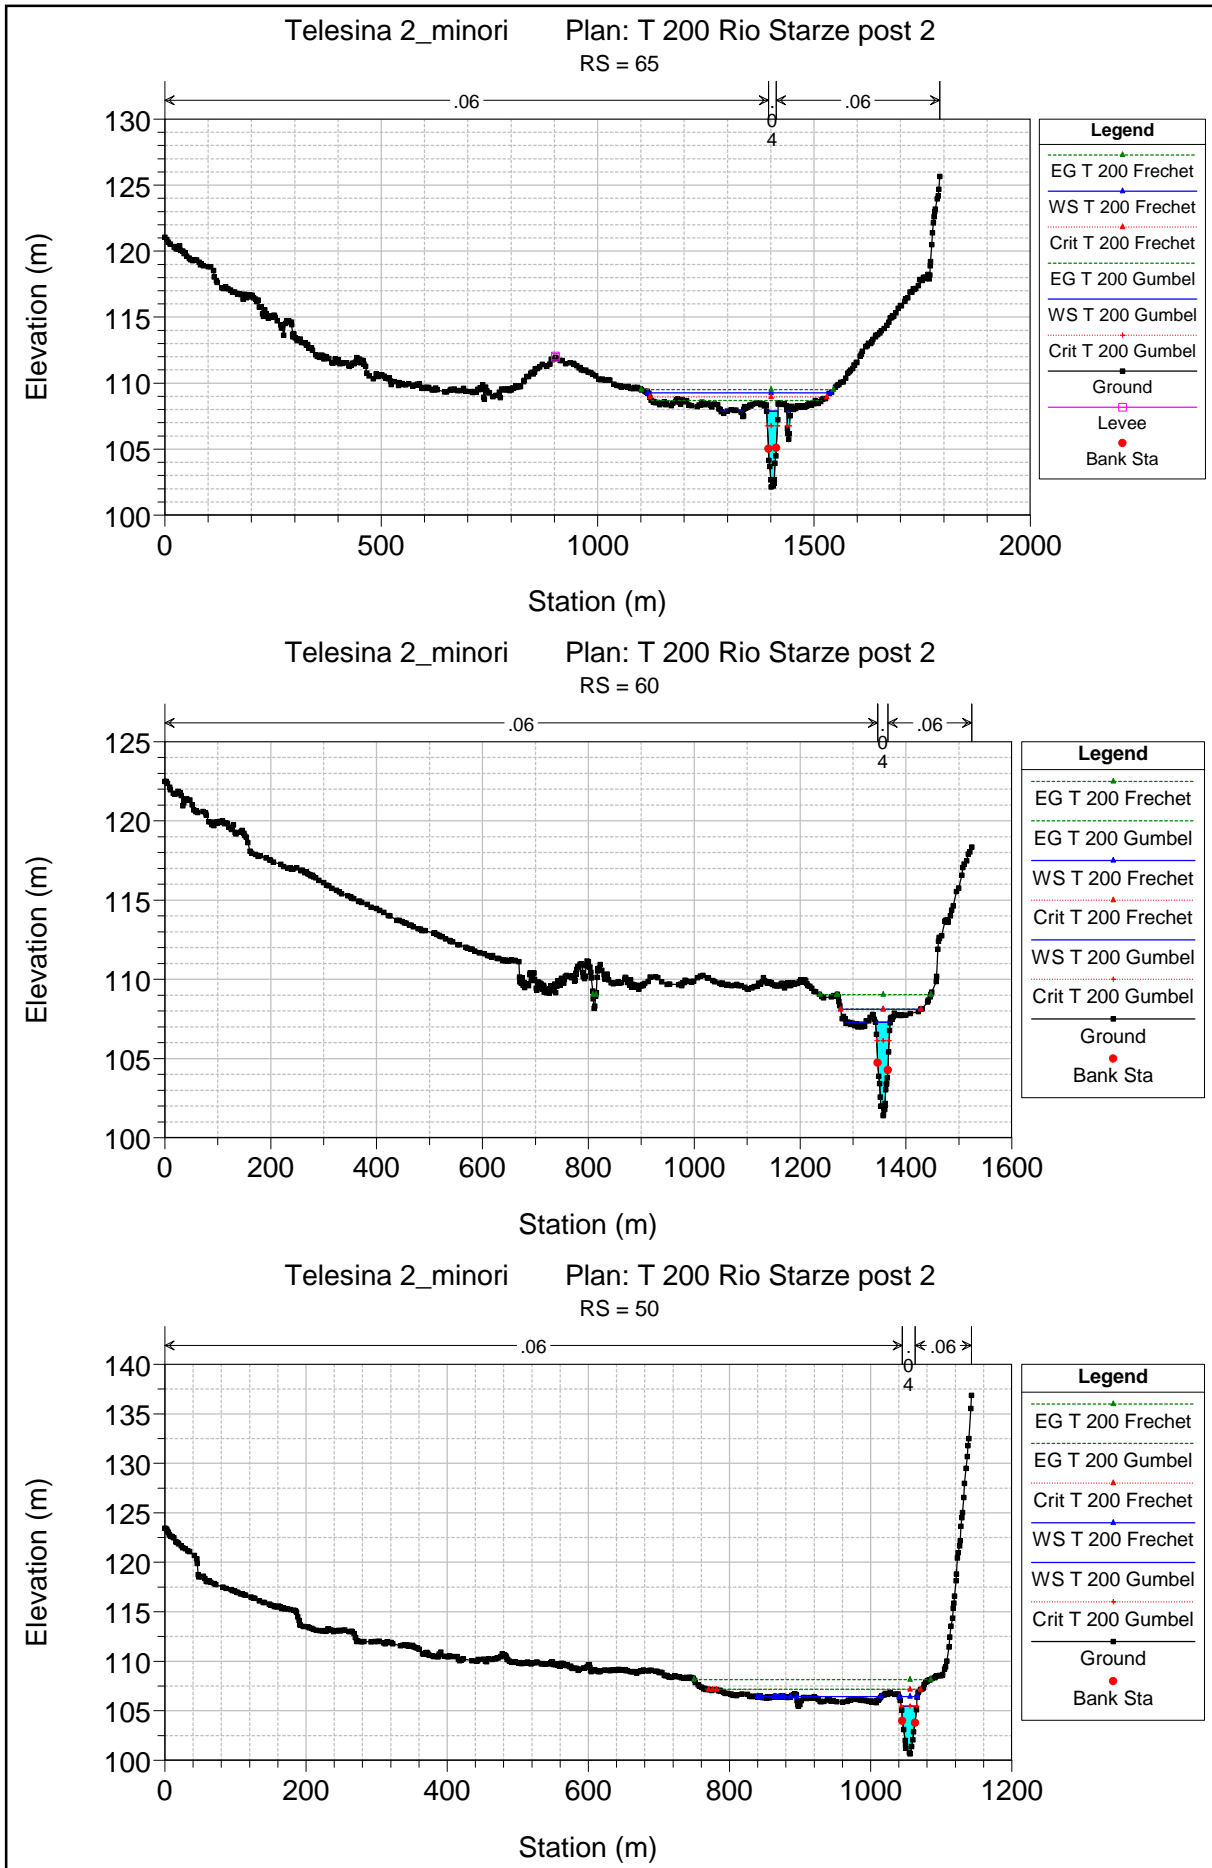 Telesina 2_minori Plan: T 200 Rio Starze post 2
RS = 65
.06 .04 .06
130
125
120
115
110
105
100
0 500 1000 1500 2000
Elevation (m)
Station (m)
Legend
EG T 200 Frechet
WS T 200 Frechet
Crit T 200 Frechet
EG T 200 Gumbel
WS T 200 Gumbel
Crit T 200 Gumbel
Ground
Levee
Bank Sta
Telesina 2_minori Plan: T 200 Rio Starze post 2
RS = 60
.06 .04 .06
125
120
115
110
105
100
0 200 400 600 800 1000 1200 1400 1600
Elevation (m)
Station (m)
Legend
EG T 200 Frechet
EG T 200 Gumbel
WS T 200 Frechet
Crit T 200 Frechet
WS T 200 Gumbel
Crit T 200 Gumbel
Ground
Bank Sta
Telesina 2_minori Plan: T 200 Rio Starze post 2
RS = 50
.06 .04 .06
140
135
130
125
120
115
110
105
100
0 200 400 600 800 1000 1200
Elevation (m)
Station (m)
Legend
EG T 200 Frechet
EG T 200 Gumbel
Crit T 200 Frechet
WS T 200 Frechet
WS T 200 Gumbel
Crit T 200 Gumbel
Ground
Bank Sta